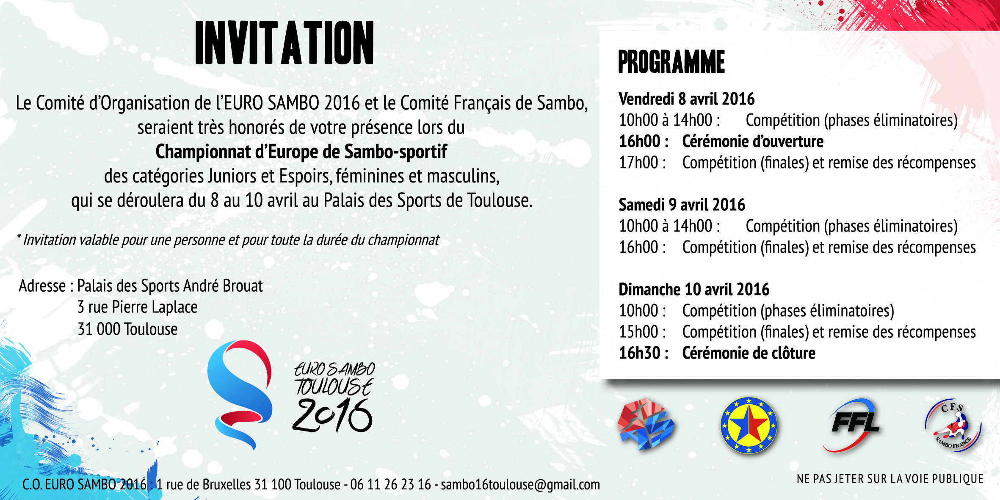 INVITATION
Le Comité d’Organisation de l’EURO SAMBO 2016 et le Comité Français de Sambo,
seraient très honorés de votre présence lors du
Championnat d’Europe de Sambo-sportif
des catégories Juniors et Espoirs, féminines et masculins,
qui se déroulera du 8 au 10 avril au Palais des Sports de Toulouse.
* Invitation valable pour une personne et pour toute la durée du championnat
Adresse : Palais des Sports André Brouat
3 rue Pierre Laplace
31 000 Toulouse
EURO SAMBO
TOULOUSE
2016
C.O. EURO SAMBO 2016 : 1 rue de Bruxelles 31 100 Toulouse - 06 11 26 23 16 - sambo16toulouse@gmail.com
PROGRAMME
Vendredi 8 avril 2016
10h00 à 14h00 : Compétition (phases éliminatoires)
16h00 : Cérémonie d’ouverture
17h00 : Compétition (finales) et remise des récompenses
Samedi 9 avril 2016
10h00 à 14h00 : Compétition (phases éliminatoires)
16h00 : Compétition (finales) et remise des récompenses
Dimanche 10 avril 2016
10h00 : Compétition (phases éliminatoires)
15h00 : Compétition (finales) et remise des récompenses
16h30 : Cérémonie de clôture
FFL
CFS
SAMBO FRANCE
NE PAS JETER SUR LA VOIE PUBLIQUE